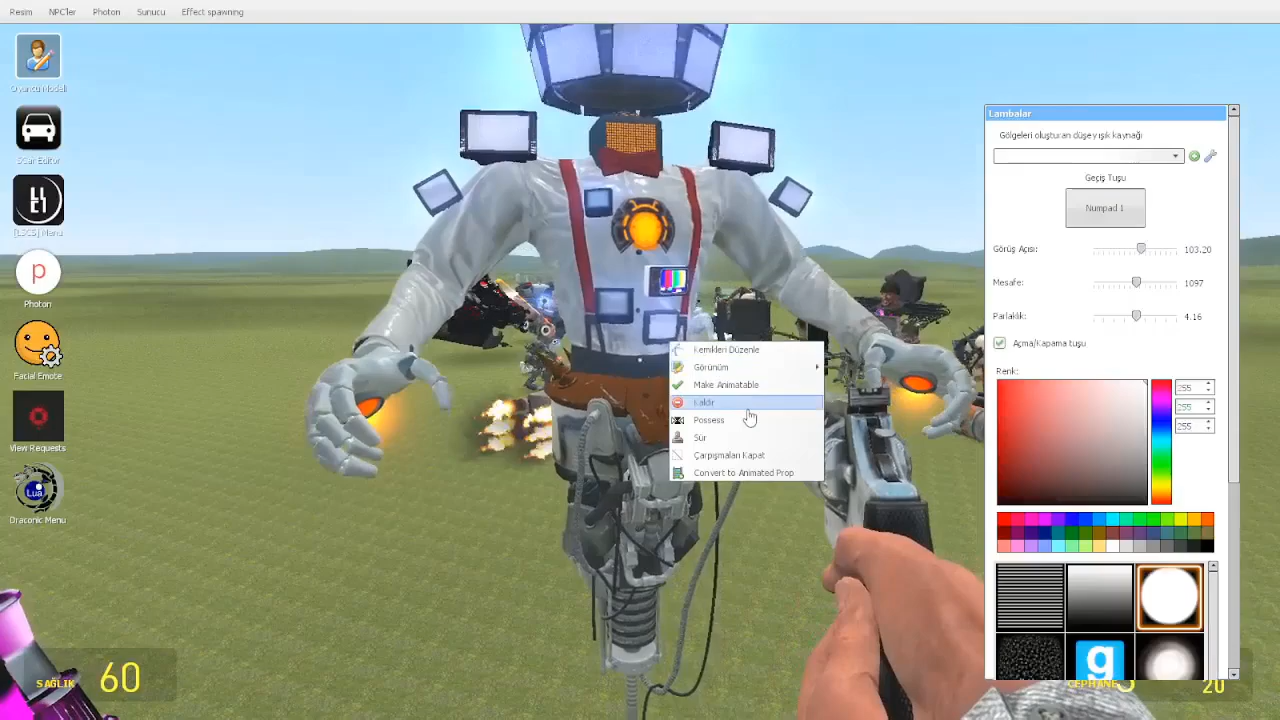 Resim NPC'ler Photon Sunucu Effect spawning
Oyuncu Modeli
SCar Editor
[LSCS] Menu
p
Photon
Facial Emote
View Requests
Lua
Draconic Menu
Kemikleri Düzenle
Görünüm
Make Animatable
Kaldır
Possess
Sür
Çarpışmaları Kapat
Convert to Animated Prop
Lambalar
Gölgeleri oluşturan düşey ışık kaynağı
Geçiş Tuşu
Numpad 1
Görüş Açısı: 103.20
Mesafe: 1097
Parlaklık: 4.16
Açma/Kapama tuşu
Renk:
255
255
255
g
SAĞLIK 60
CEPHANE
20